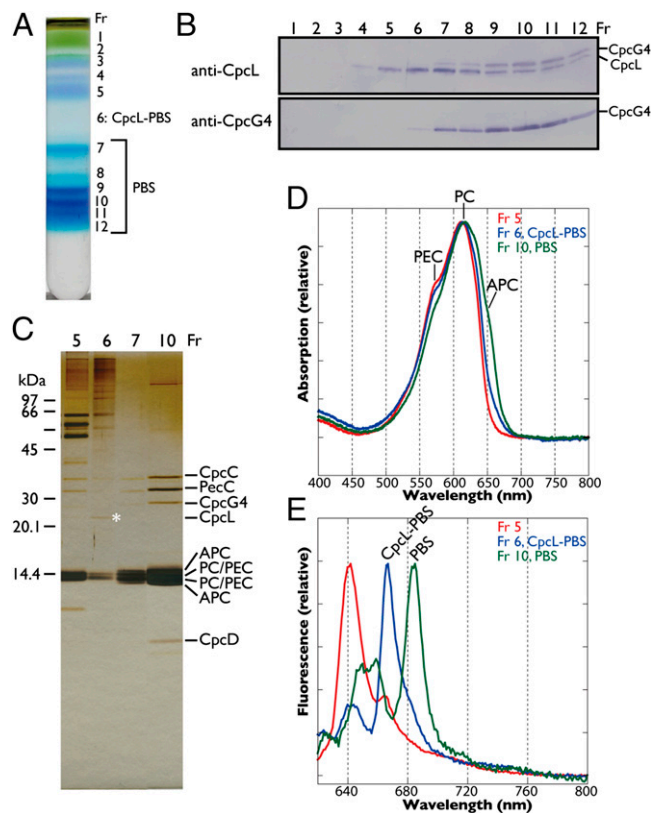 A
Fr
1
2
3
4
5
6: CpcL-PBS
7
8
9
10
11
12
PBS
B
1 2 3 4 5 6 7 8 9 10 11 12 Fr
anti-CpcL
CpcG4
CpcL
anti-CpcG4
CpcG4
C
5 6 7 10 Fr
kDa
97
66
45
30
20.1
14.4
*
CpcC
PecC
CpcG4
CpcL
APC
PC/PEC
PC/PEC
APC
CpcD
D
Absorption (relative)
PC
PEC
APC
Fr 5
Fr 6, CpcL-PBS
Fr 10, PBS
400 450 500 550 600 650 700 750 800
Wavelength (nm)
E
Fluorescence (relative)
CpcL-PBS
PBS
Fr 5
Fr 6, CpcL-PBS
Fr 10, PBS
640 680 720 760 800
Wavelength (nm)